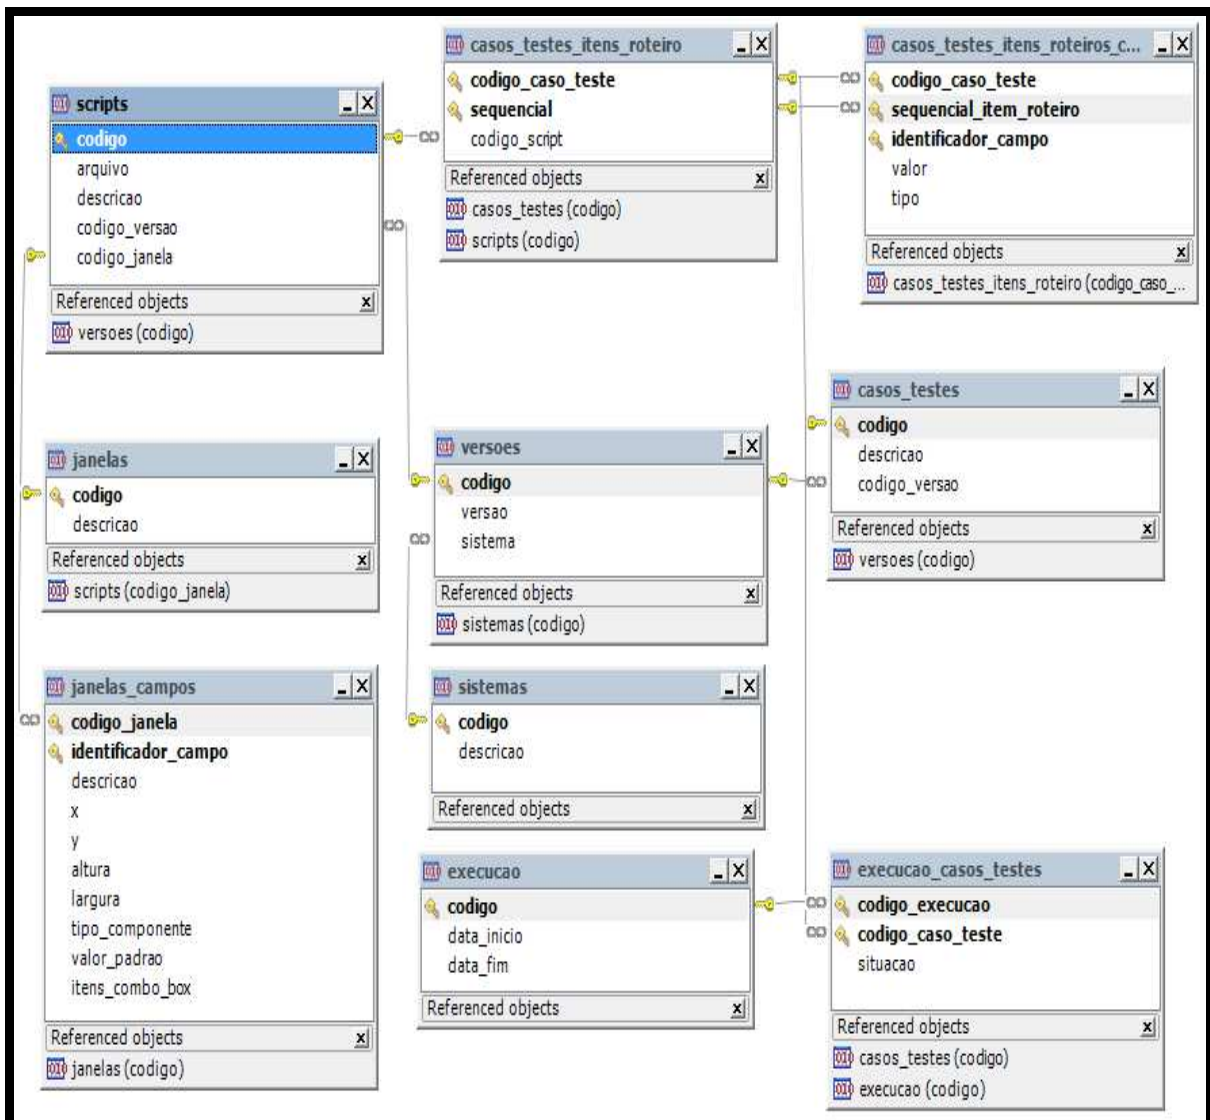 scripts
codigo
arquivo
descricao
codigo_versao
codigo_janela
Referenced objects
versoes (codigo)
casos_testes_itens_roteiro
codigo_caso_teste
sequencial
codigo_script
Referenced objects
casos_testes (codigo)
scripts (codigo)
casos_testes_itens_roteiros_c...
codigo_caso_teste
sequencial_item_roteiro
identificador_campo
valor
tipo
Referenced objects
casos_testes_itens_roteiro (codigo_caso_...
janelas
codigo
descricao
Referenced objects
scripts (codigo_janela)
versoes
codigo
versao
sistema
Referenced objects
sistemas (codigo)
casos_testes
codigo
descricao
codigo_versao
Referenced objects
versoes (codigo)
janelas_campos
codigo_janela
identificador_campo
descricao
x
y
altura
largura
tipo_componente
valor_padrao
itens_combo_box
Referenced objects
janelas (codigo)
sistemas
codigo
descricao
Referenced objects
execucao
codigo
data_inicio
data_fim
Referenced objects
execucao_casos_testes
codigo_execucao
codigo_caso_teste
situacao
Referenced objects
casos_testes (codigo)
execucao (codigo)